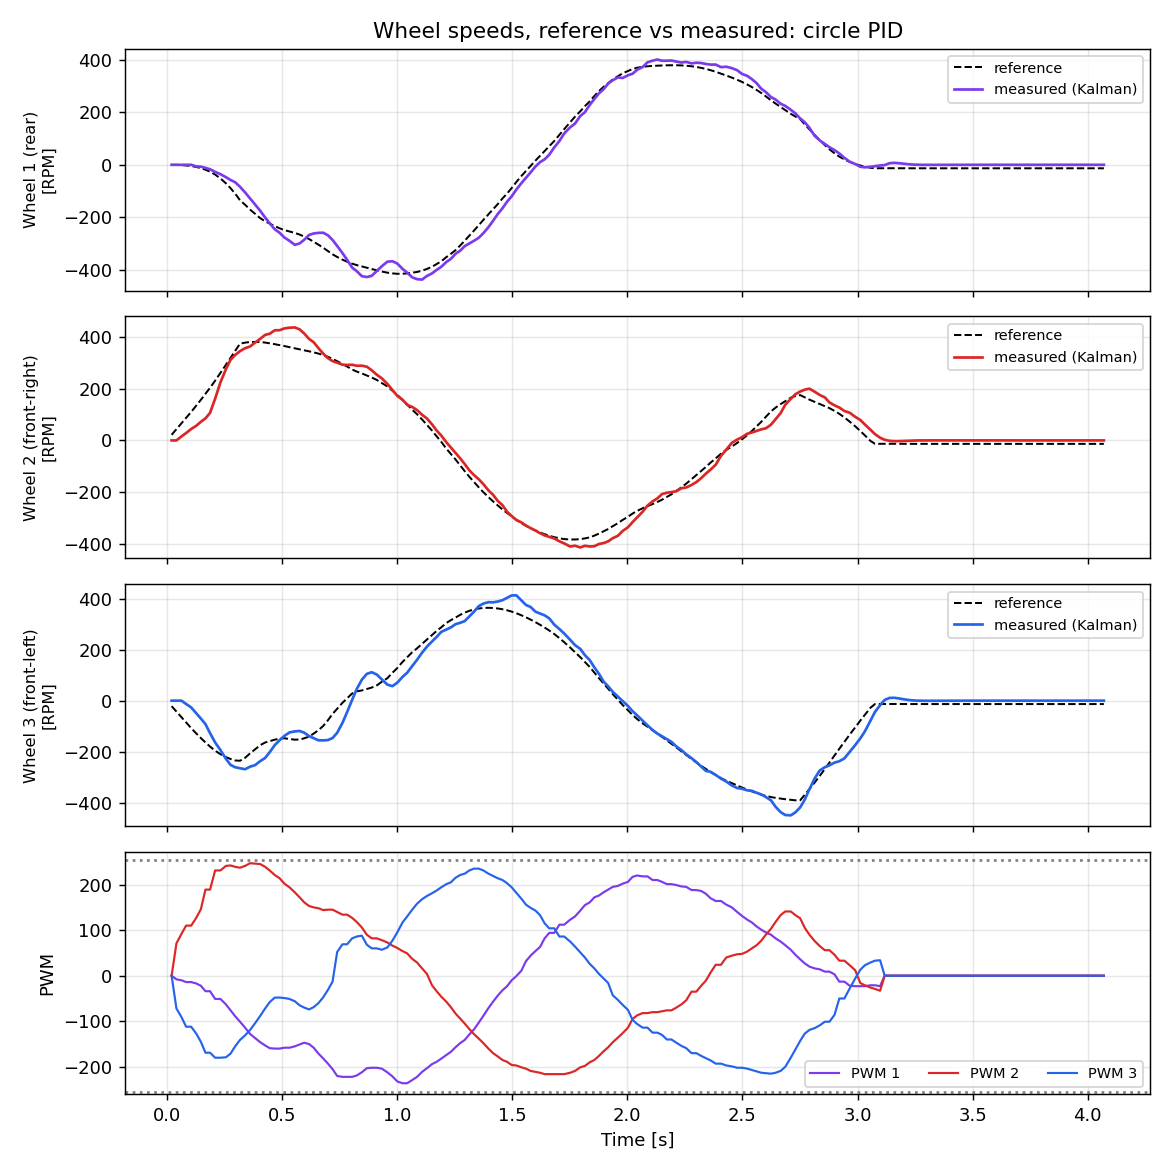 Wheel speeds, reference vs measured: circle PID
Wheel 1 (rear)
[RPM]
400
200
0
−200
−400
reference
measured (Kalman)
Wheel 2 (front-right)
[RPM]
400
200
0
−200
−400
reference
measured (Kalman)
Wheel 3 (front-left)
[RPM]
400
200
0
−200
−400
reference
measured (Kalman)
PWM
200
100
0
−100
−200
PWM 1
PWM 2
PWM 3
0.0
0.5
1.0
1.5
2.0
2.5
3.0
3.5
4.0
Time [s]